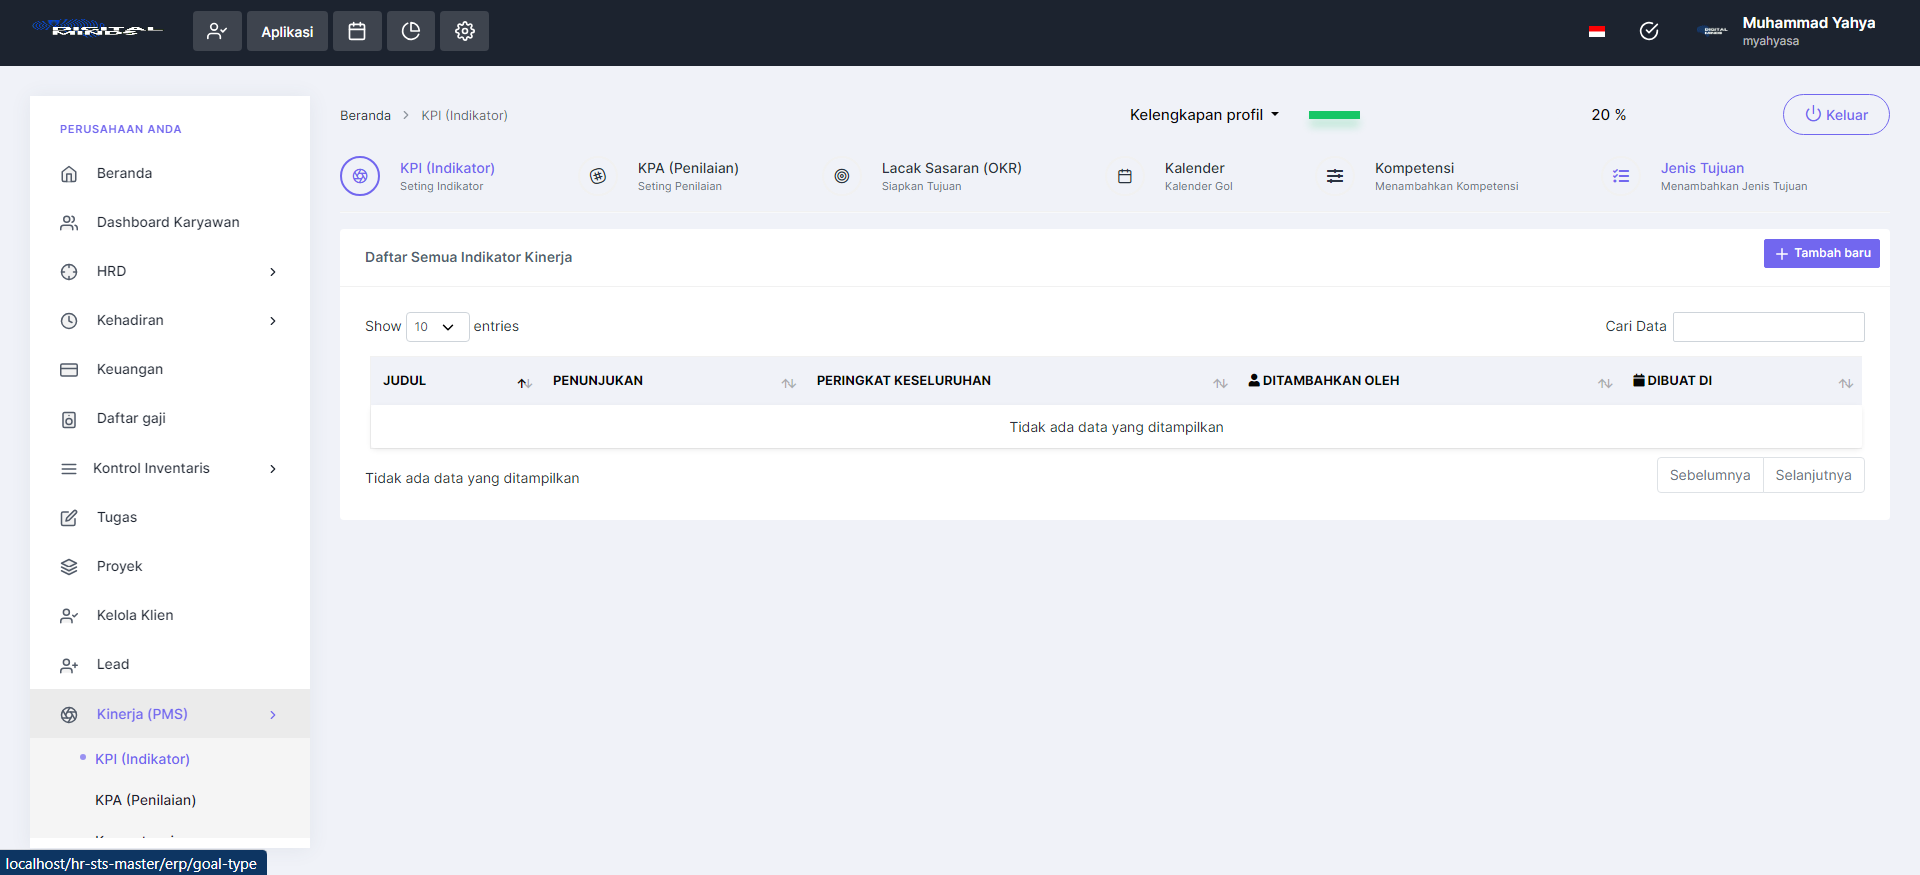 DIGITAL
MINDS
Aplikasi
Muhammad Yahya
myahyasa
PERUSAHAAN ANDA
Beranda
Dashboard Karyawan
HRD
Kehadiran
Keuangan
Daftar gaji
Kontrol Inventaris
Tugas
Proyek
Kelola Klien
Lead
Kinerja (PMS)
KPI (Indikator)
KPA (Penilaian)
localhost/hr-sts-master/erp/goal-type
Beranda > KPI (Indikator)
Kelengkapan profil
20 %
Keluar
KPI (Indikator)
Seting Indikator
KPA (Penilaian)
Seting Penilaian
Lacak Sasaran (OKR)
Siapkan Tujuan
Kalender
Kalender Gol
Kompetensi
Menambahkan Kompetensi
Jenis Tujuan
Menambahkan Jenis Tujuan
Daftar Semua Indikator Kinerja
+ Tambah baru
Show 10 entries
Cari Data
JUDUL PENUNJUKAN PERINGKAT KESELURUHAN DITAMBAHKAN OLEH DIBUAT DI
Tidak ada data yang ditampilkan
Tidak ada data yang ditampilkan
Sebelumnya Selanjutnya